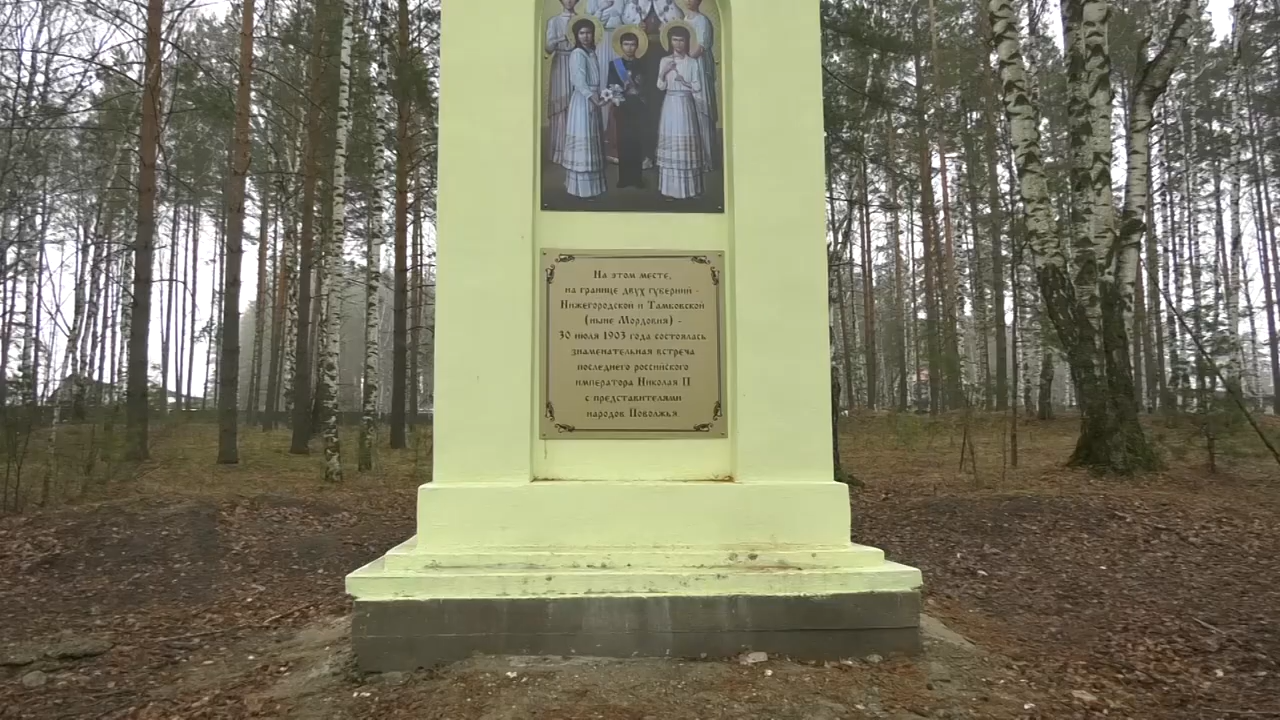 На этом месте,
на границе двух губерний -
Нижегородской и Тамбовской
(ныне Мордовия) -
30 июля 1903 года состоялась
знаменательная встреча
последнего российского
императора Николая II
с представителями
народов Поволжья